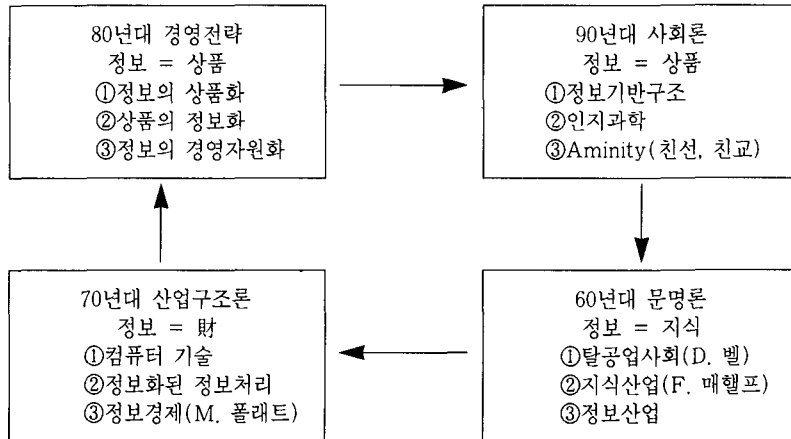 80년대 경영전략
정보 = 상품
①정보의 상품화
②상품의 정보화
③정보의 경영자원화
90년대 사회론
정보 = 상품
①정보기반구조
②인지과학
③Aminity(친선, 친교)
70년대 산업구조론
정보 = 財
①컴퓨터 기술
②정보화된 정보처리
③정보경제(M. 폴래트)
60년대 문명론
정보 = 지식
①탈공업사회(D. 벨)
②지식산업(F. 매핼프)
③정보산업